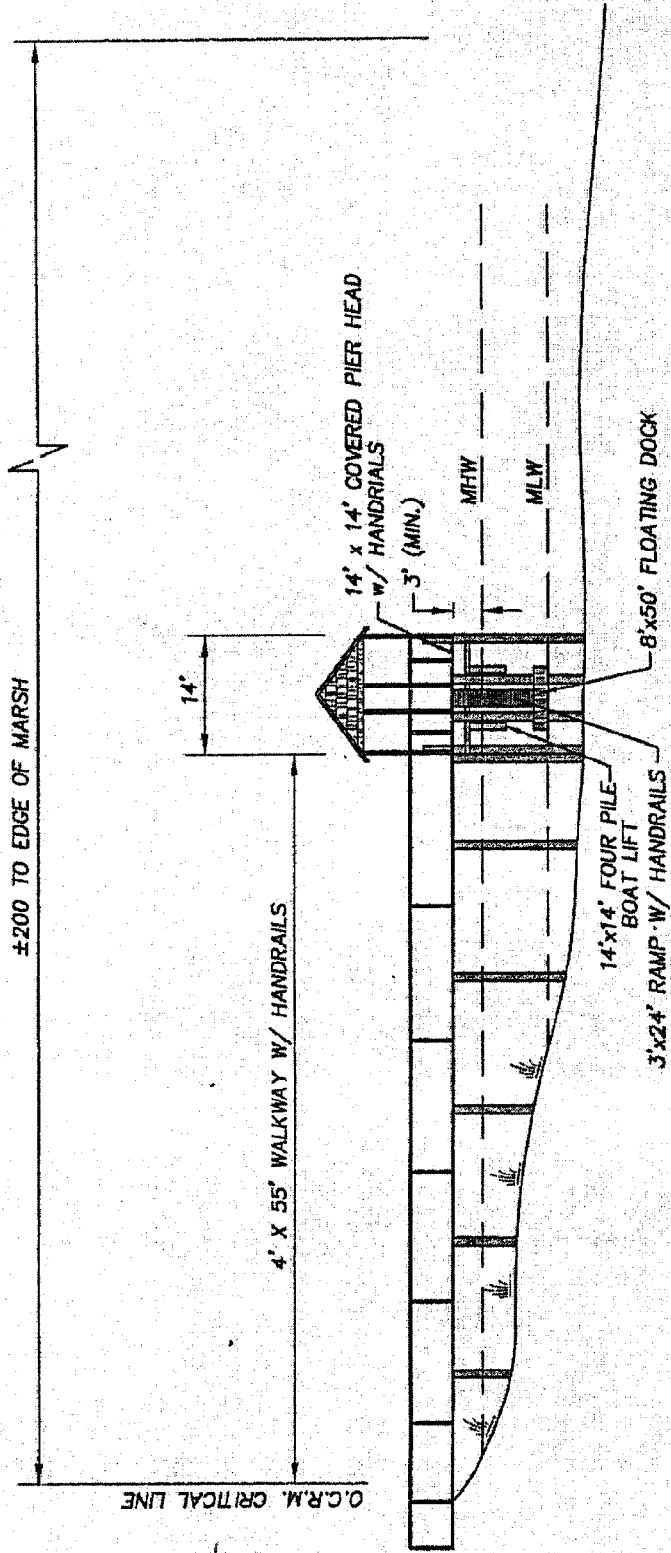 ±200 TO EDGE OF MARSH
14'
4' X 55' WALKWAY W/ HANDRAILS
O.C.R.M. CRITICAL LINE
14' x 14' COVERED PIER HEAD
w/ HANDRIALS
3' (MIN.)
MHW
MLW
8'x50' FLOATING DOCK
14'x14' FOUR PILE
BOAT LIFT
3'x24' RAMP W/ HANDRAILS